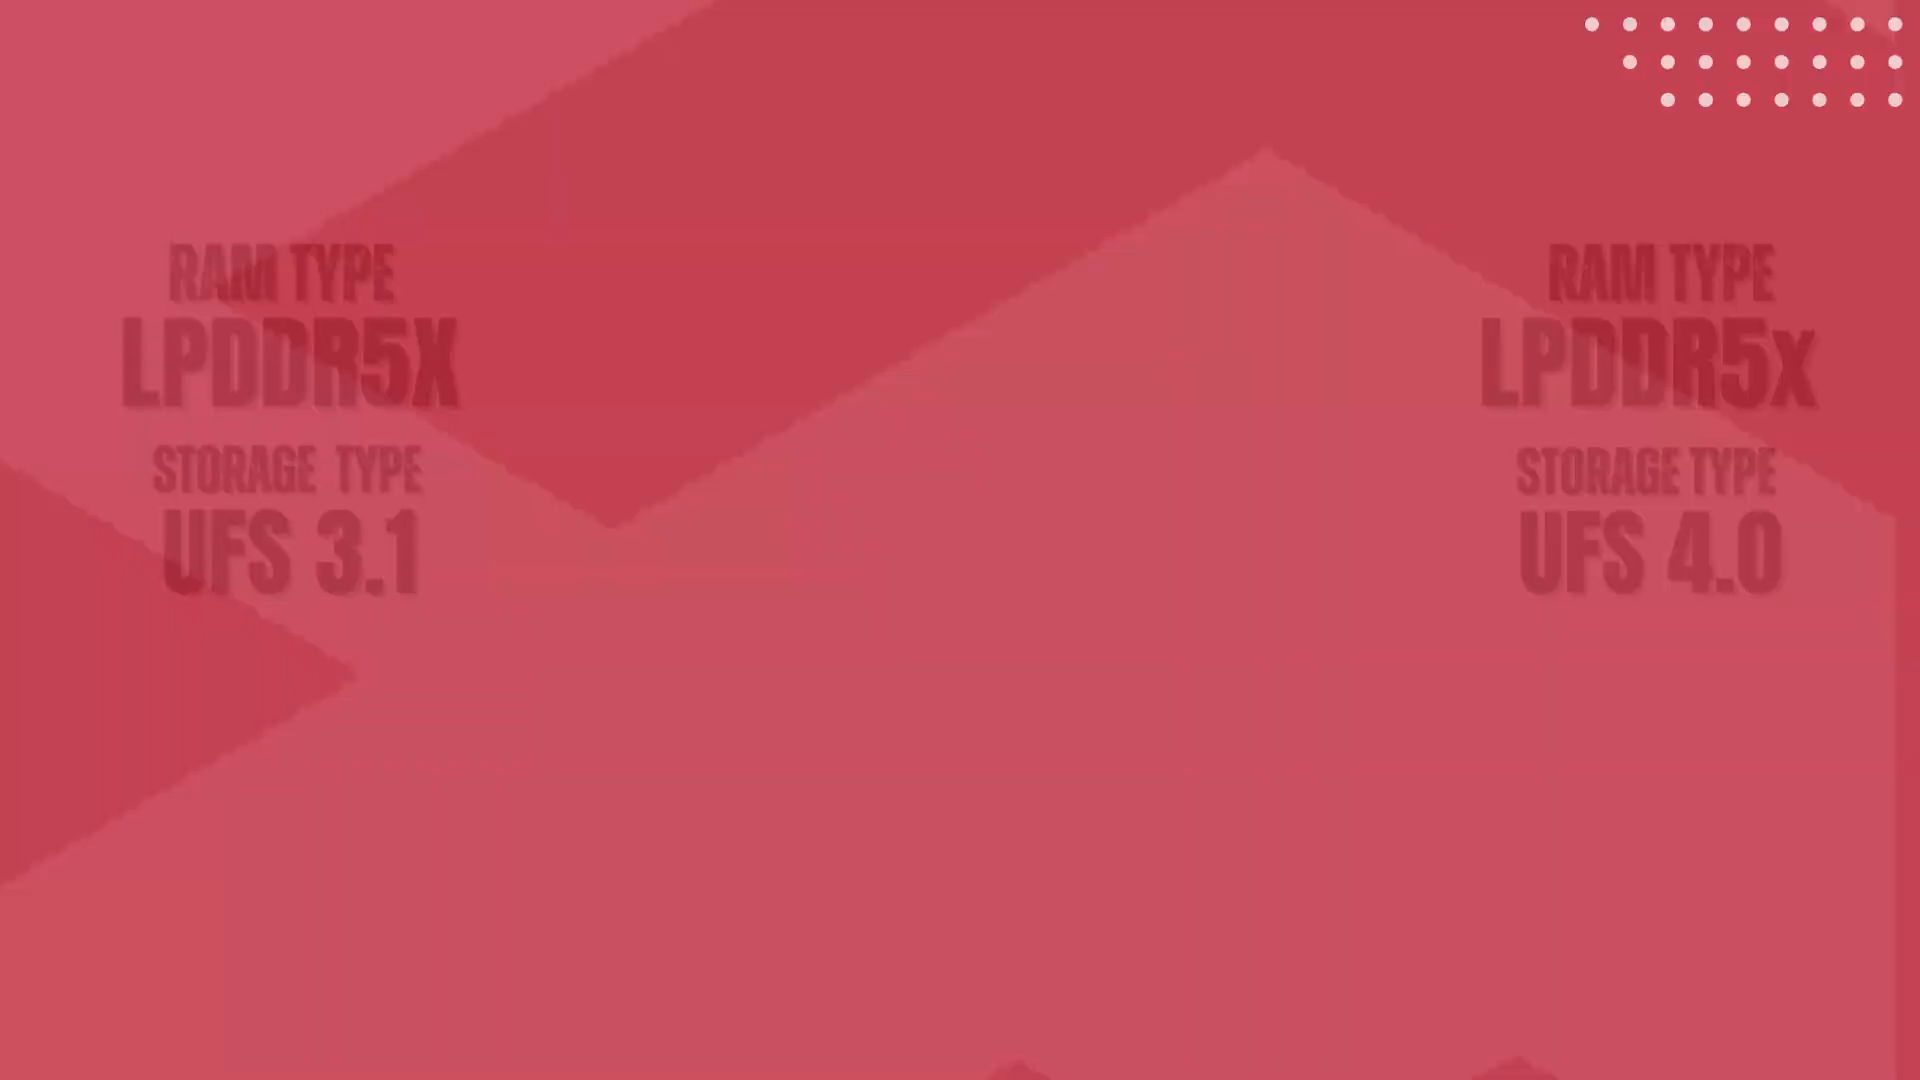 RAM TYPE
LPDDR5X
STORAGE TYPE
UFS 3.1
RAM TYPE
LPDDR5x
STORAGE TYPE
UFS 4.0